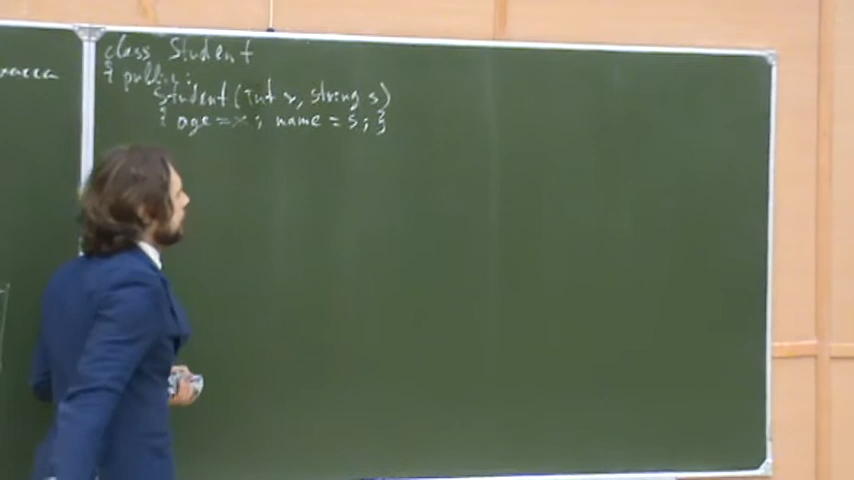 class Student
{ public:
Student(int x, string s)
{ age = x; name = s; }